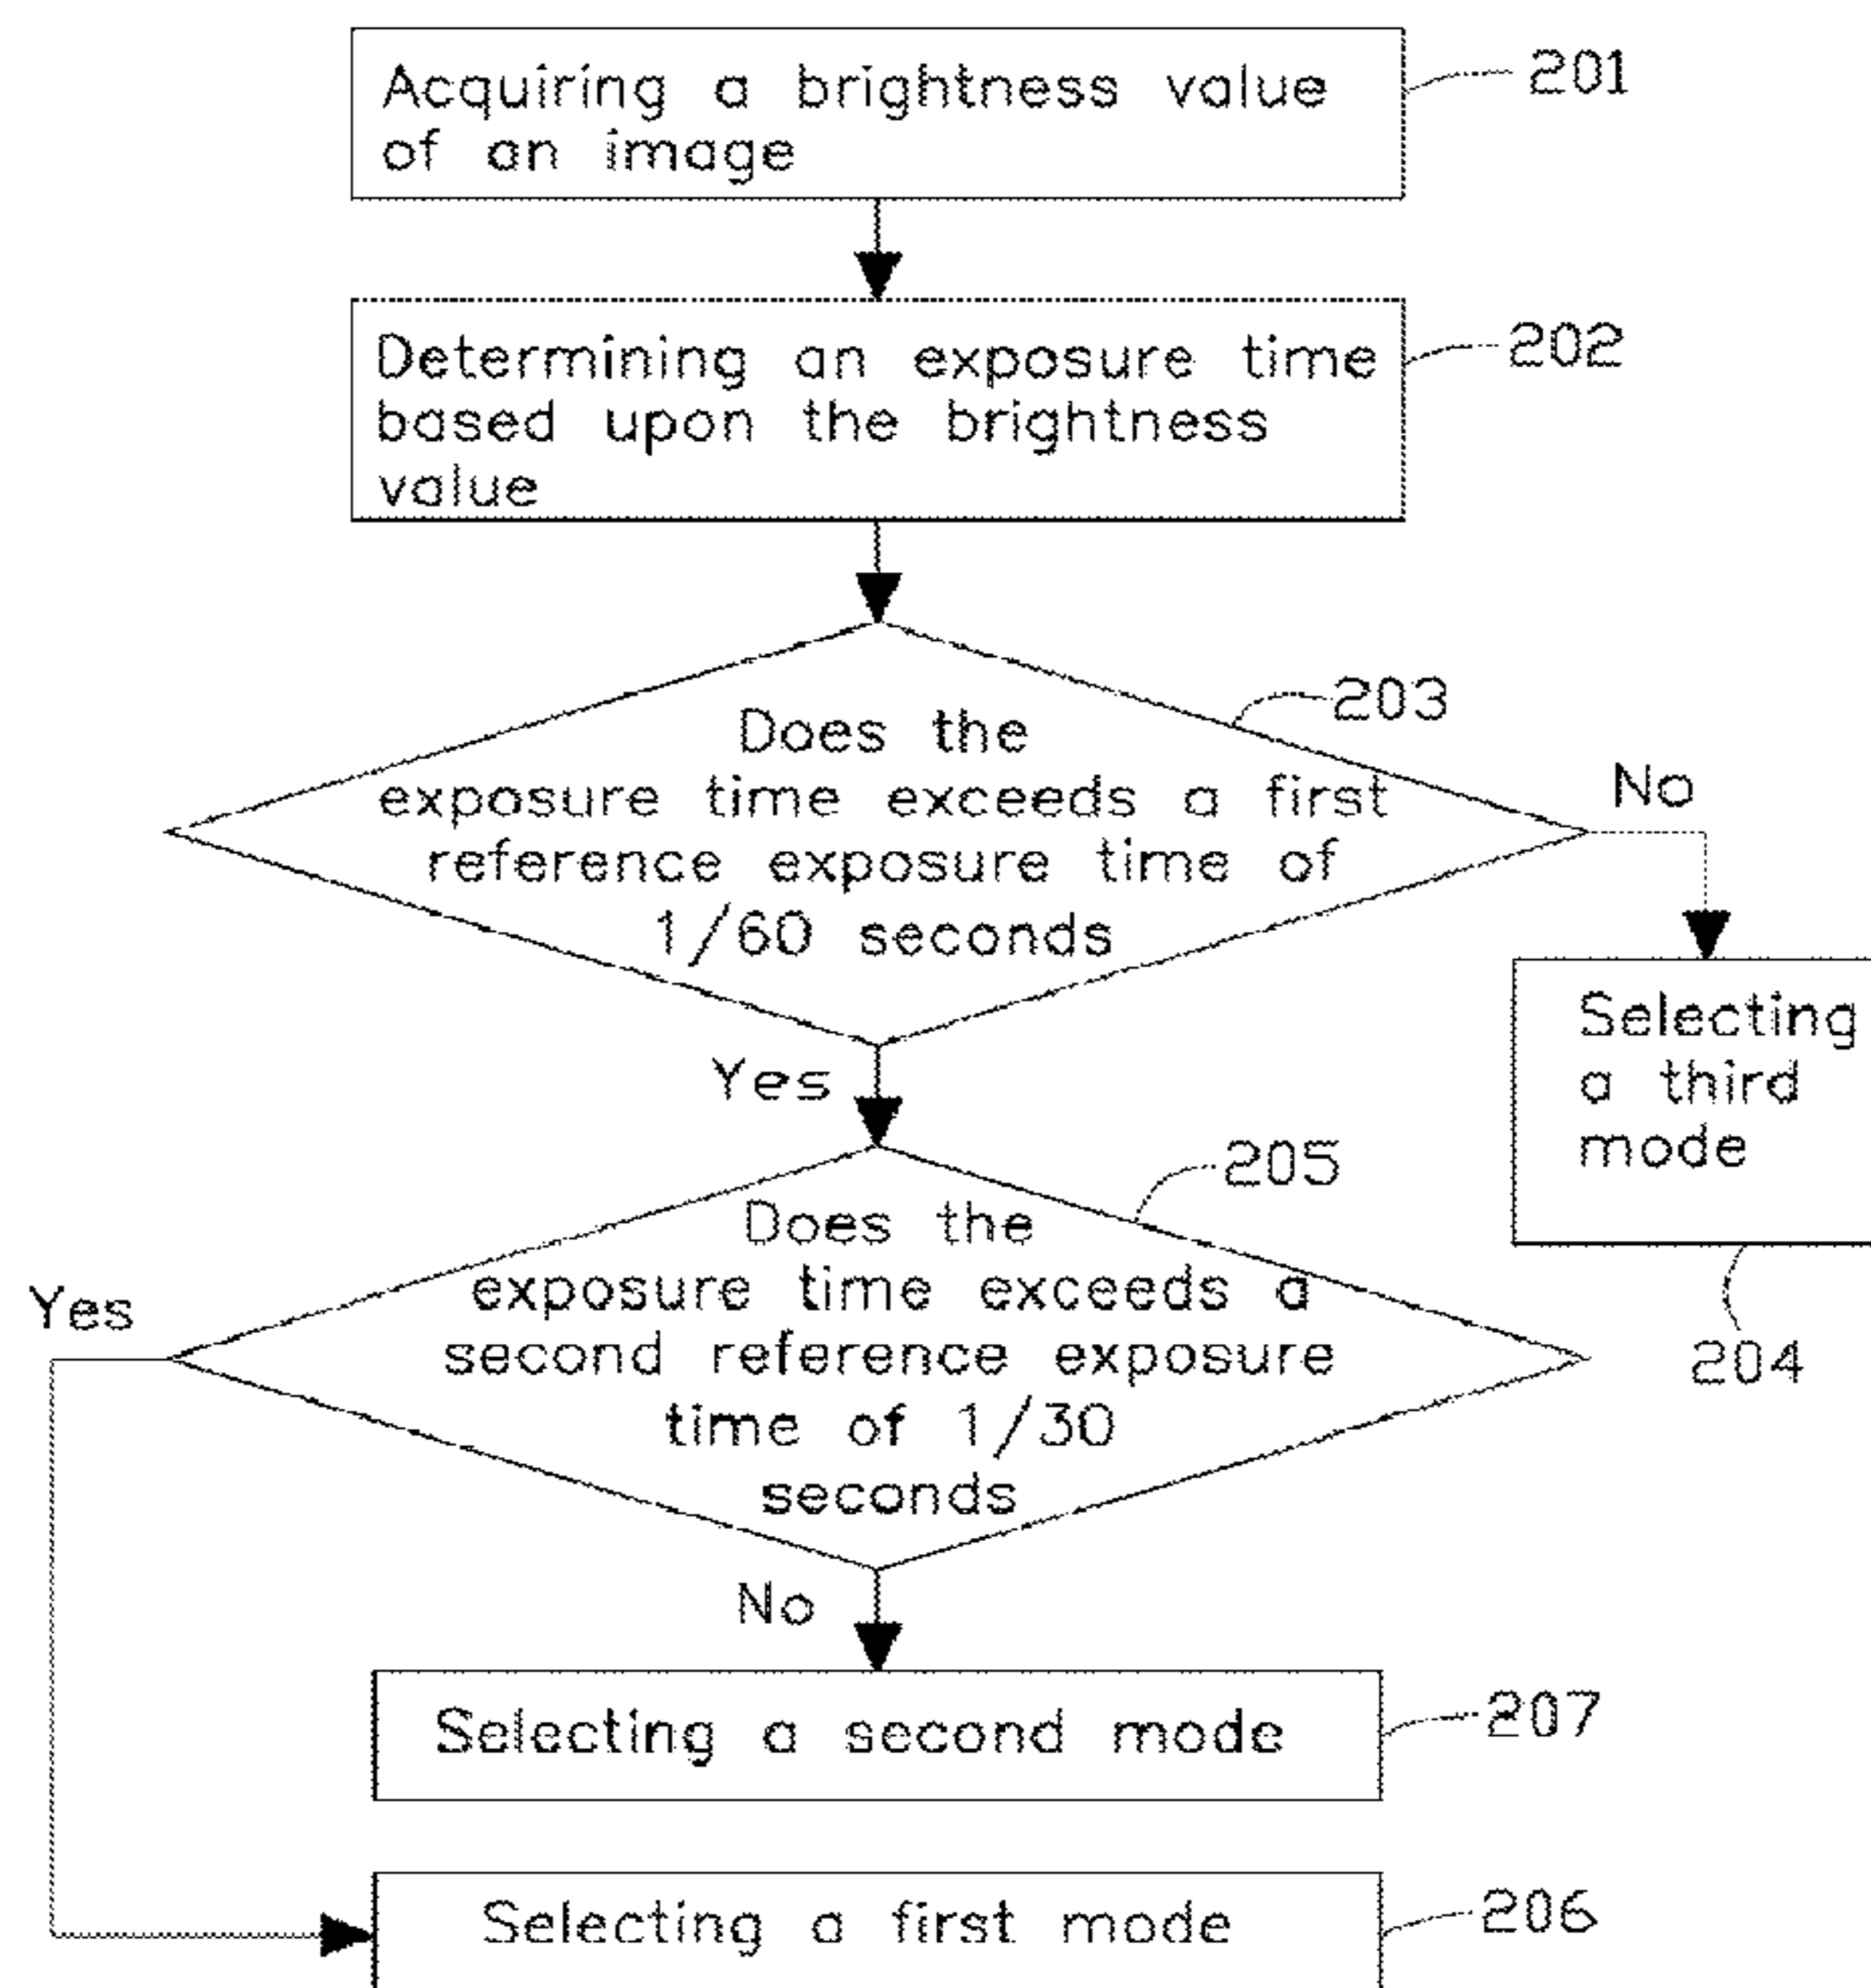 Acquiring a brightness value
of an image
201
Determining an exposure time
based upon the brightness
value
202
Does the
exposure time exceeds a first
reference exposure time of
1/60 seconds
203
No
Selecting
a third
mode
204
Yes
Does the
exposure time exceeds a
second reference exposure
time of 1/30
seconds
205
Yes
No
Selecting a second mode
207
Selecting a first mode
206